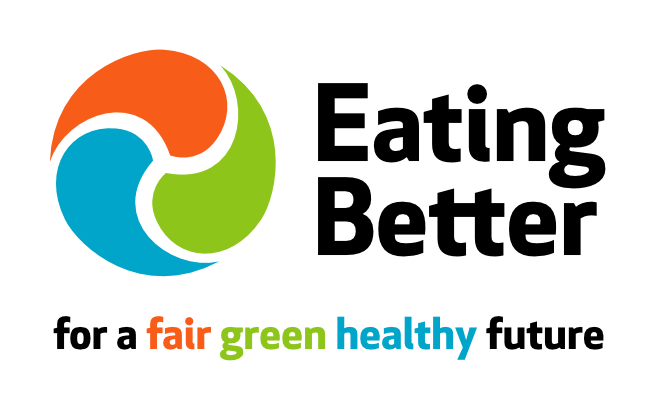 Eating
Better
for a fair green healthy future